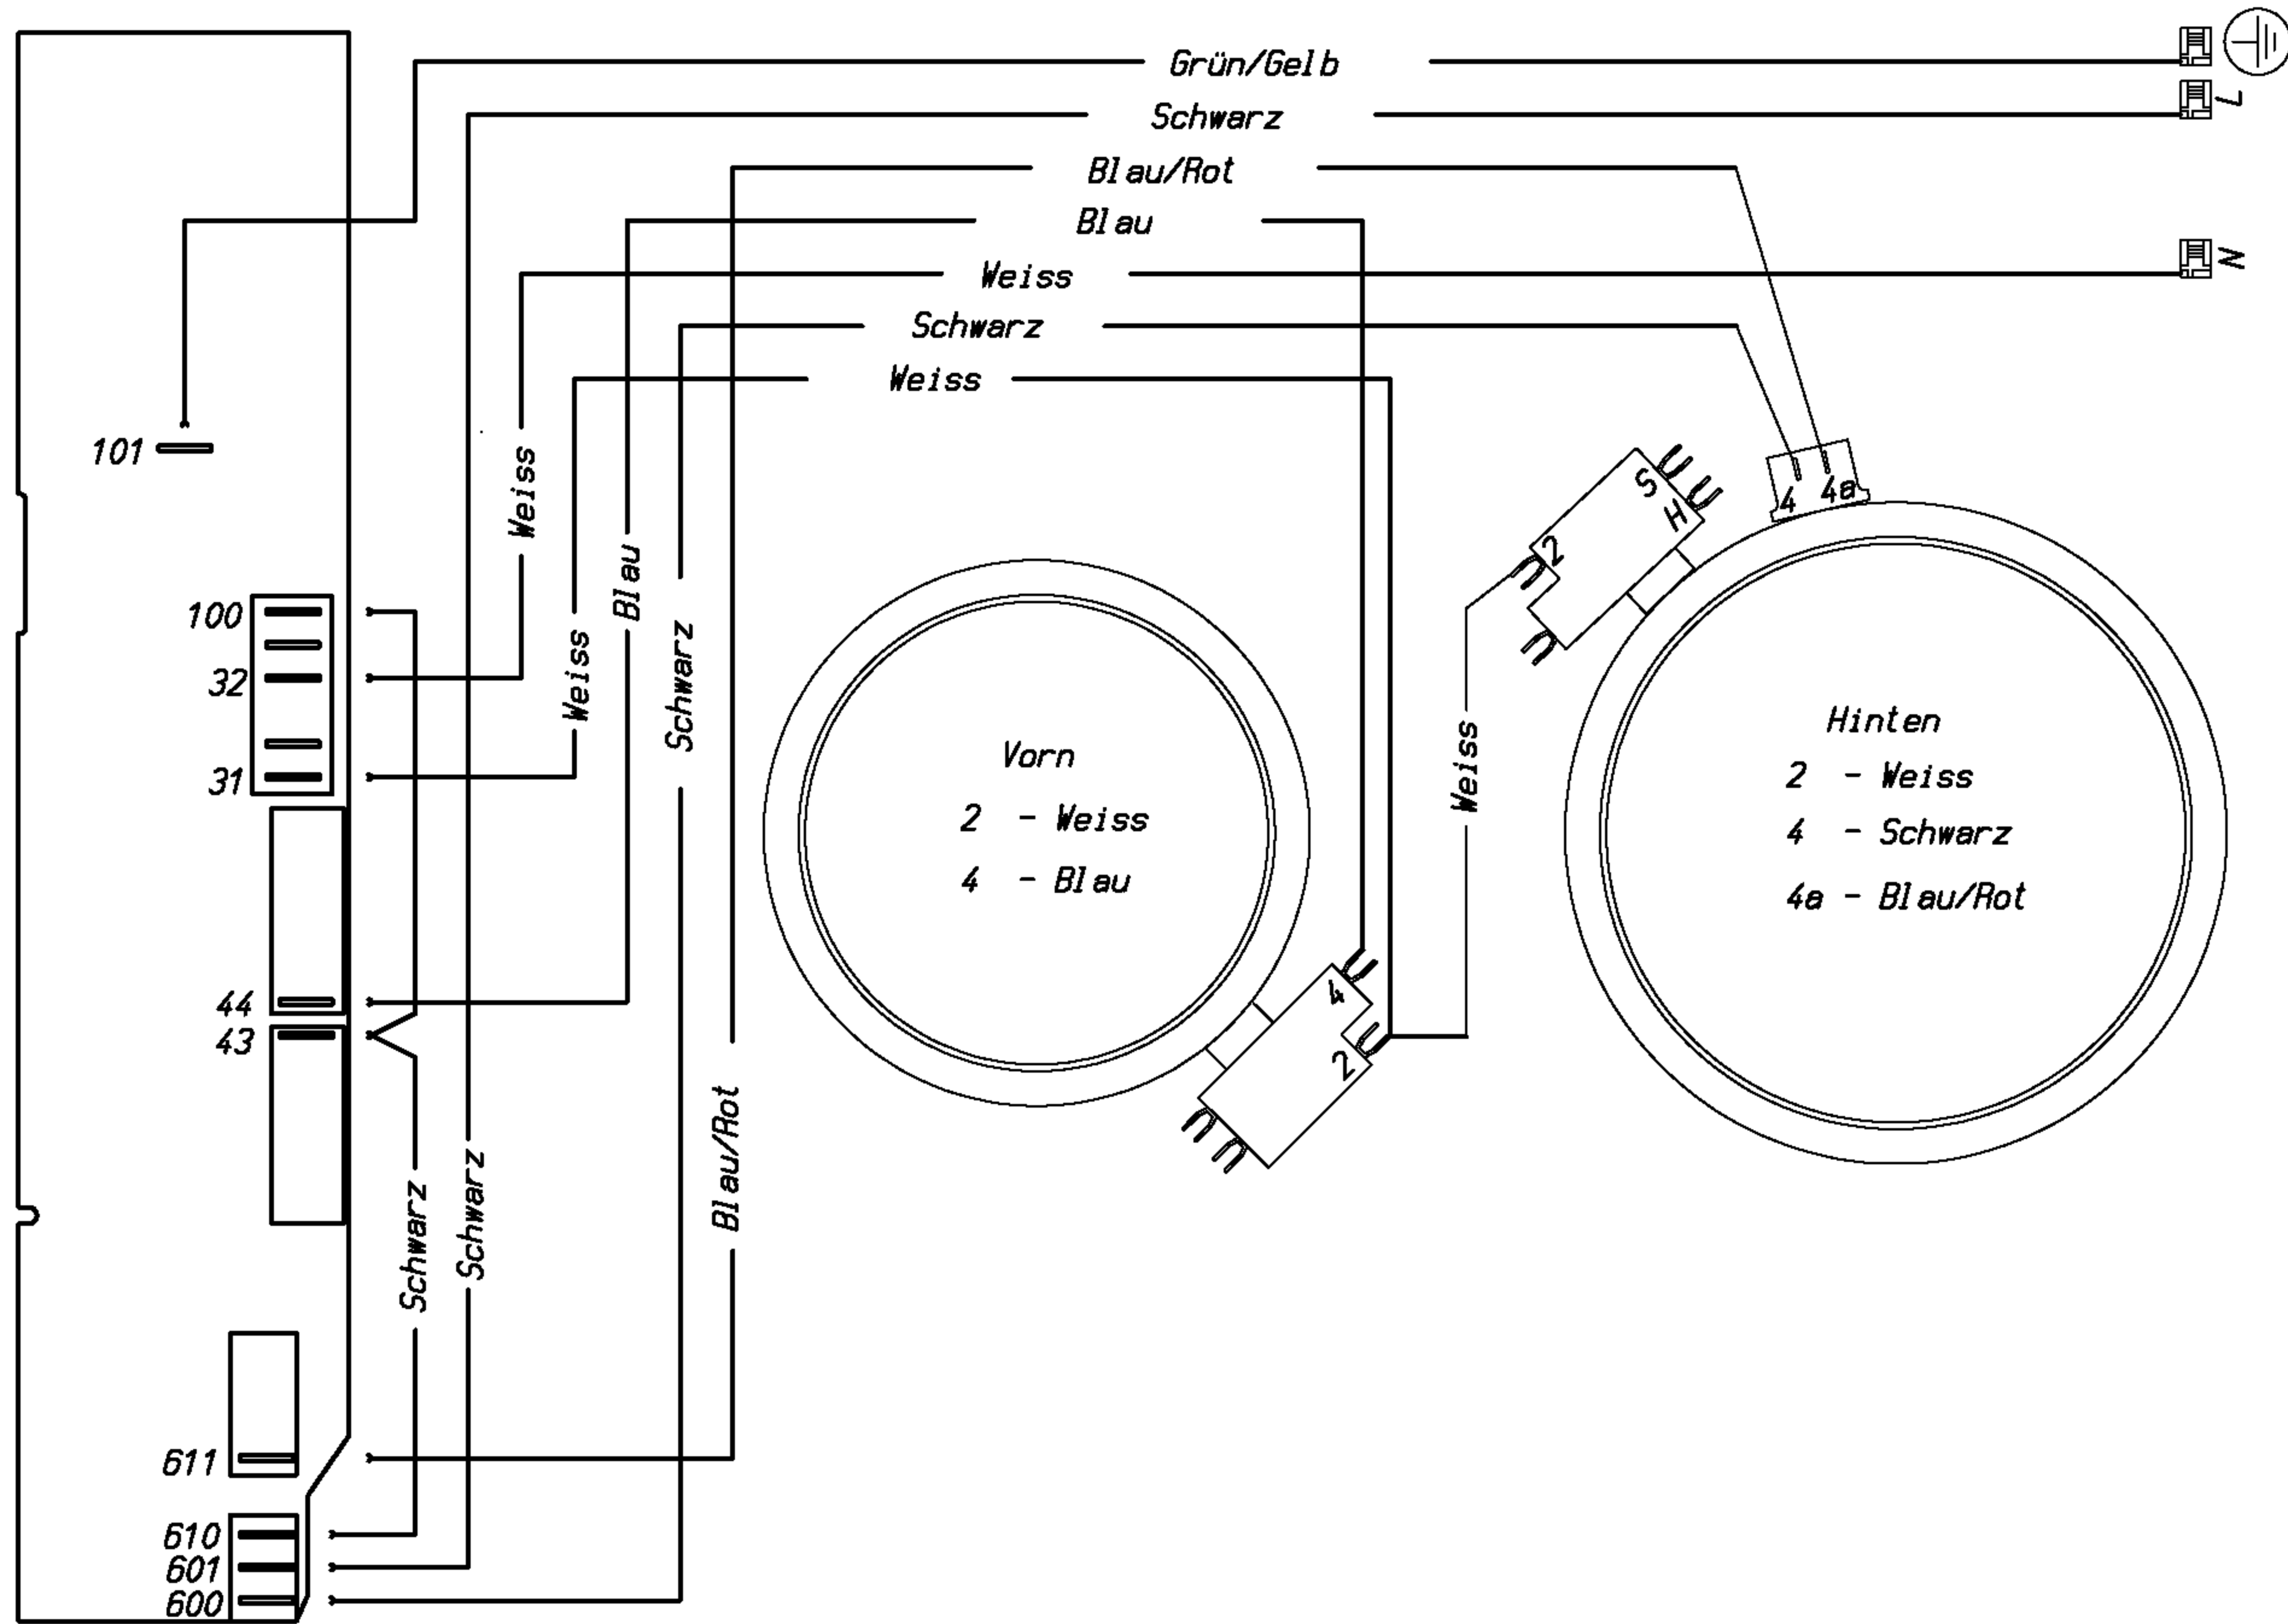 Grün/Gelb
Schwarz
L
Blau/Rot
Blau
Weiss
N
Schwarz
Weiss
101
Weiss
Blau
Weiss
Schwarz
100
32
31
44
43
Schwarz
Schwarz
Blau/Rot
611
610
601
600
Vorn
2 - Weiss
4 - Blau
4
2
Weiss
S
H
2
4 4a
Hinten
2 - Weiss
4 - Schwarz
4a - Blau/Rot